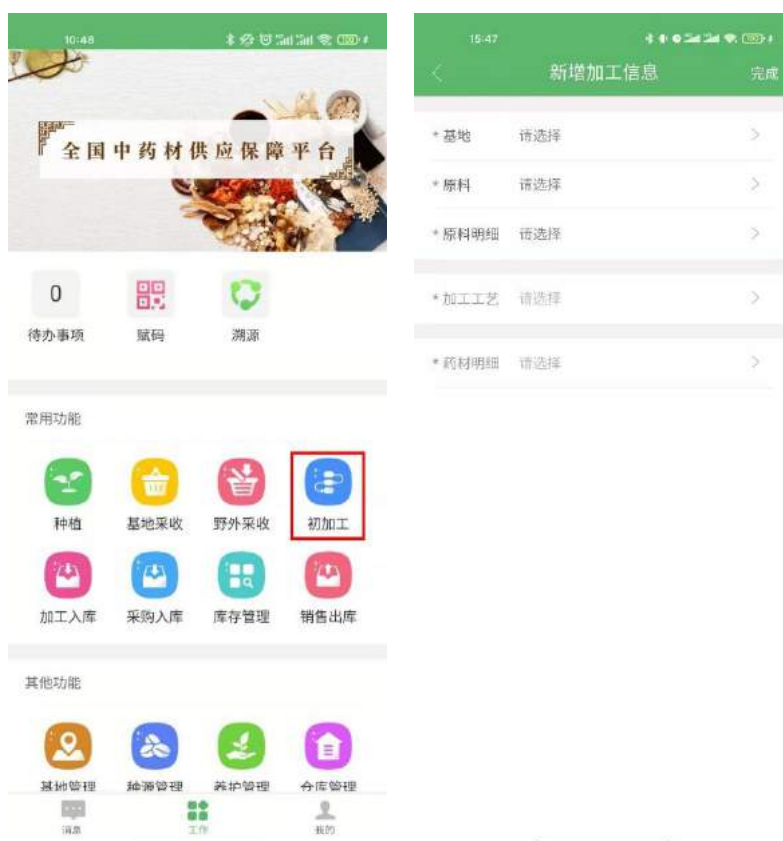 10:48
全国中药材供应保障平台
0
待办事项 赋码 溯源
常用功能
种植 基地采收 野外采收 初加工
加工入库 采购入库 库存管理 销售出库
其他功能
基地管理 种源管理 养护管理 仓库管理
消息 工作 我的
15:47
新增加工信息 完成
* 基地 请选择
* 原料 请选择
* 原料明细 请选择
* 加工工艺 请选择
* 药材明细 请选择